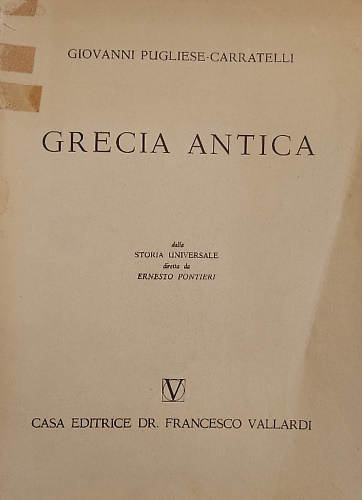 GIOVANNI PUGLIESE-CARRATELLI
GRECIA ANTICA
dalla
STORIA UNIVERSALE
diretta da
ERNESTO PONTIERI
V
CASA EDITRICE DR. FRANCESCO VALLARDI